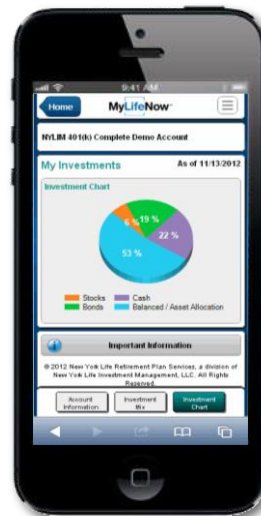 9:41 AM
Home
MyLifeNow
NYLIM 401(k) Complete Demo Account
My Investments
As of 11/13/2012
Investment Chart
6%
19 %
22 %
53 %
Stocks
Cash
Bonds
Balanced / Asset Allocation
Important Information
© 2012 New York Life Retirement Plan Services, a division of
New York Life Investment Management, LLC. All Rights
Reserved.
Account
Information
Investment
Mix
Investment
Chart